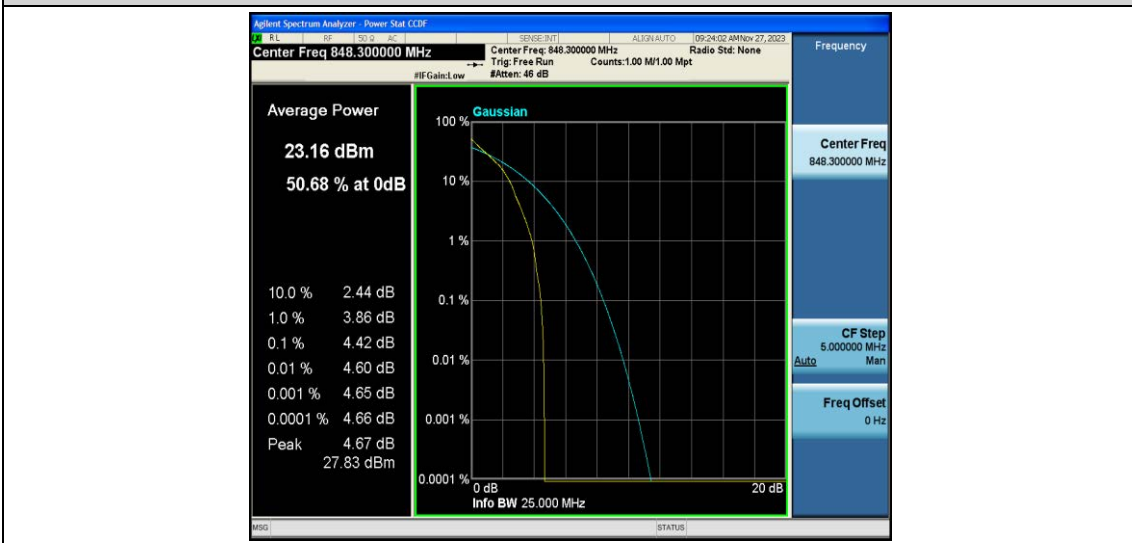 Agilent Spectrum Analyzer - Power Stat CCDF
RL RF 50 Ω AC SENSE:INT ALIGN AUTO 09:24:02 AM Nov 27, 2023
Center Freq 848.300000 MHz
Center Freq: 848.300000 MHz Radio Std: None
Trig: Free Run Counts:1.00 M/1.00 Mpt
#IFGain:Low #Atten: 46 dB
Frequency
Average Power
23.16 dBm
50.68 % at 0dB
10.0 % 2.44 dB
1.0 % 3.86 dB
0.1 % 4.42 dB
0.01 % 4.60 dB
0.001 % 4.65 dB
0.0001 % 4.66 dB
Peak 4.67 dB
27.83 dBm
Gaussian
100 %
10 %
1 %
0.1 %
0.01 %
0.001 %
0.0001 %
0 dB 20 dB
Info BW 25.000 MHz
Center Freq
848.300000 MHz
CF Step
5.000000 MHz
Auto Man
Freq Offset
0 Hz
MSG STATUS